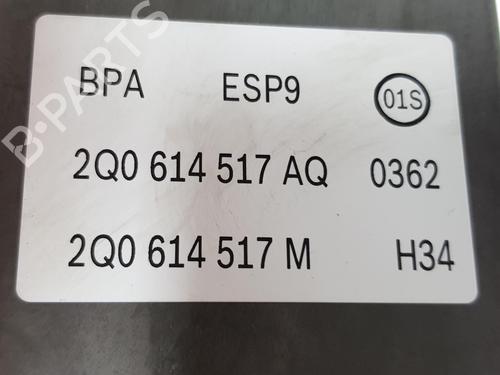 B-PARTS
BPA ESP9 01S
2Q0 614 517 AQ 0362
2Q0 614 517 M H34